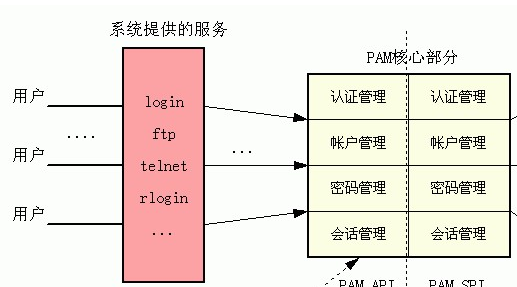 系统提供的服务
PAM核心部分
用户
login
认证管理 认证管理
....
ftp
...
帐户管理 帐户管理
用户
telnet
密码管理 密码管理
rlogin
用户
...
会话管理 会话管理
PAM API PAM SPI